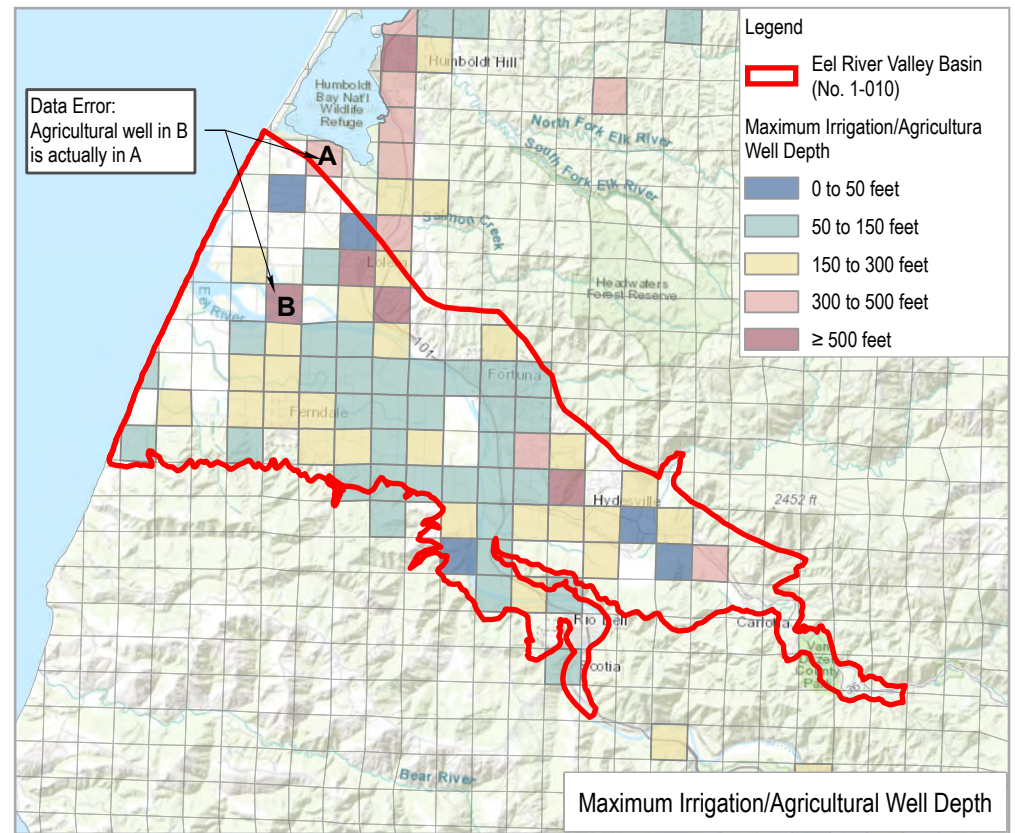 Legend
Eel River Valley Basin
(No. 1-010)
Maximum Irrigation/Agricultura
Well Depth
0 to 50 feet
50 to 150 feet
150 to 300 feet
300 to 500 feet
≥ 500 feet
Data Error:
Agricultural well in B
is actually in A
A
B
Humboldt
Bay Nat'l
Wildlife
Refuge
Humboldt Hill
North Fork Elk River
South Fork Elk River
Salmon Creek
Headwaters
Forest Reserve
Loleta
Eel River
101
Fortuna
Ferndale
Hydesville
2452 ft
Rio Dell
Carlotta
Scotia
County
Park
36
Bear River
Maximum Irrigation/Agricultural Well Depth